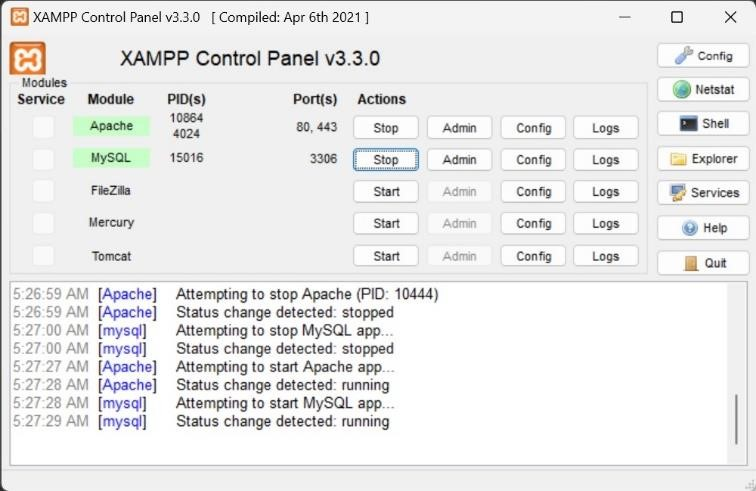 XAMPP Control Panel v3.3.0 [ Compiled: Apr 6th 2021 ]
XAMPP Control Panel v3.3.0
Config
Modules
Service Module PID(s) Port(s) Actions
Netstat
Apache 10864 4024 80, 443 Stop Admin Config Logs
Shell
MySQL 15016 3306 Stop Admin Config Logs
Explorer
FileZilla Start Admin Config Logs
Services
Mercury Start Admin Config Logs
Help
Tomcat Start Admin Config Logs
Quit
5:26:59 AM [Apache] Attempting to stop Apache (PID: 10444)
5:26:59 AM [Apache] Status change detected: stopped
5:27:00 AM [mysql] Attempting to stop MySQL app...
5:27:00 AM [mysql] Status change detected: stopped
5:27:27 AM [Apache] Attempting to start Apache app...
5:27:28 AM [Apache] Status change detected: running
5:27:28 AM [mysql] Attempting to start MySQL app...
5:27:29 AM [mysql] Status change detected: running